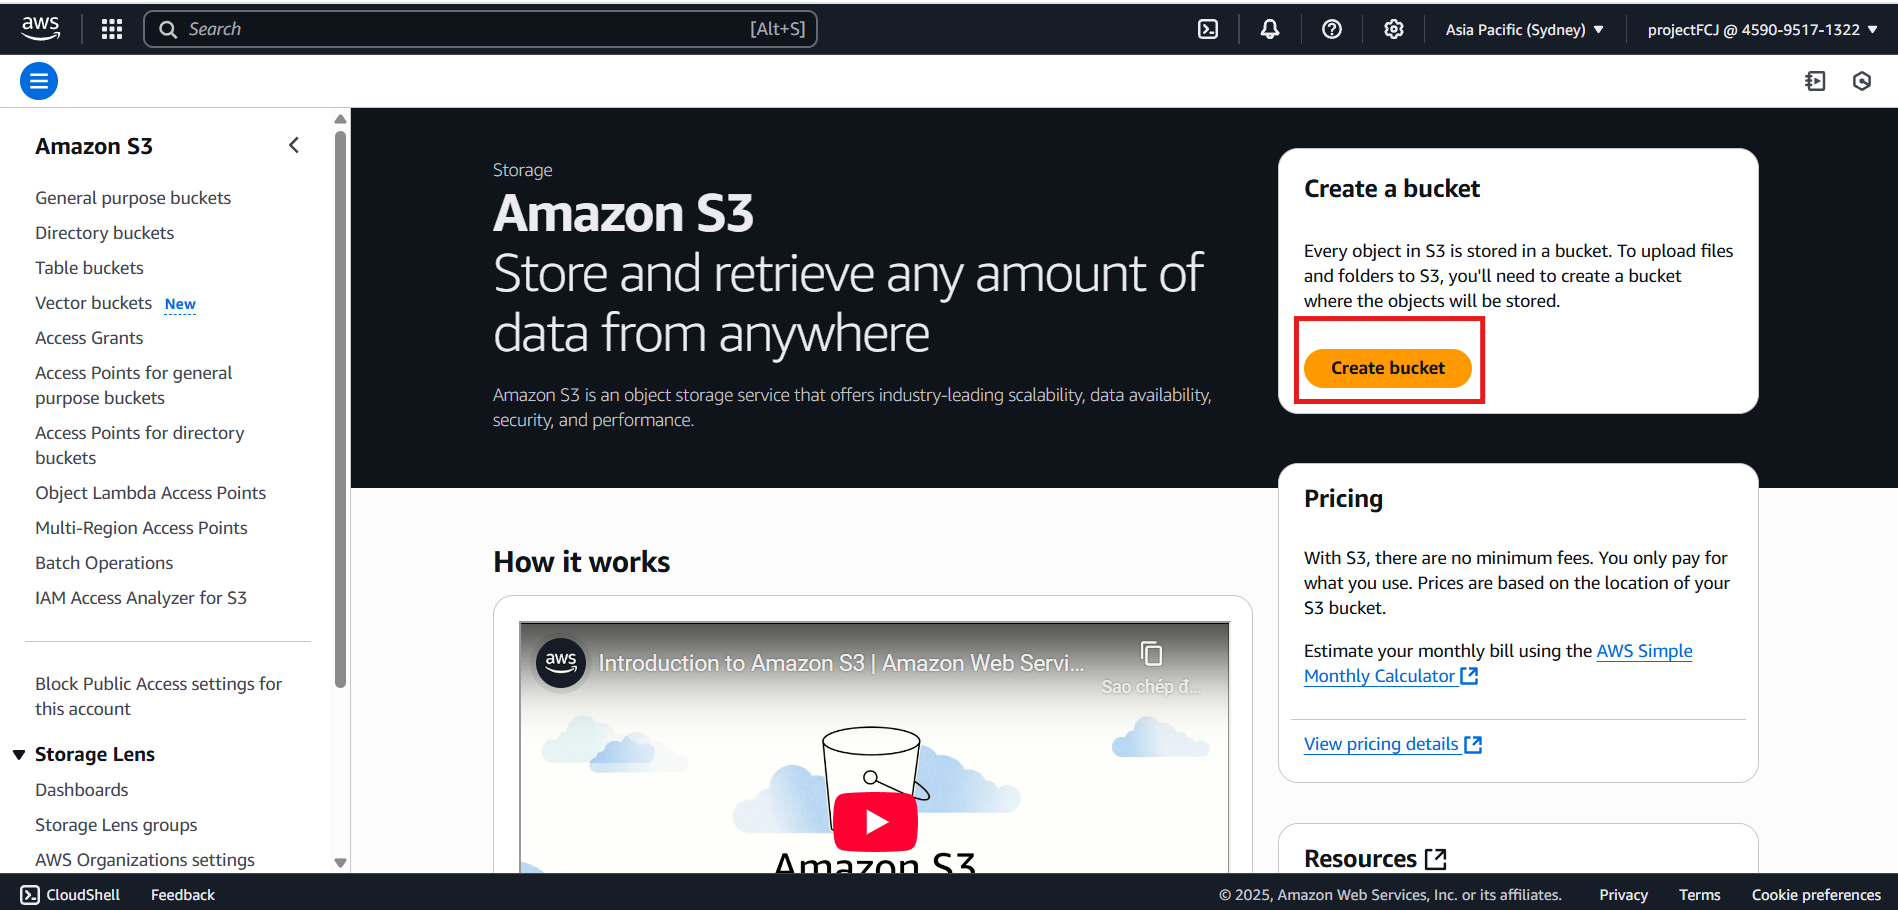 aws
Search
[Alt+S]
Asia Pacific (Sydney)
projectFCJ @ 4590-9517-1322
Amazon S3
General purpose buckets
Directory buckets
Table buckets
Vector buckets New
Access Grants
Access Points for general
purpose buckets
Access Points for directory
buckets
Object Lambda Access Points
Multi-Region Access Points
Batch Operations
IAM Access Analyzer for S3
Block Public Access settings for
this account
Storage Lens
Dashboards
Storage Lens groups
AWS Organizations settings
Storage
Amazon S3
Store and retrieve any amount of
data from anywhere
Amazon S3 is an object storage service that offers industry-leading scalability, data availability,
security, and performance.
How it works
aws
Introduction to Amazon S3 | Amazon Web Servi...
Sao chép đ...
Amazon S3
Create a bucket
Every object in S3 is stored in a bucket. To upload files
and folders to S3, you'll need to create a bucket
where the objects will be stored.
Create bucket
Pricing
With S3, there are no minimum fees. You only pay for
what you use. Prices are based on the location of your
S3 bucket.
Estimate your monthly bill using the AWS Simple
Monthly Calculator
View pricing details
Resources
CloudShell
Feedback
© 2025, Amazon Web Services, Inc. or its affiliates.
Privacy
Terms
Cookie preferences